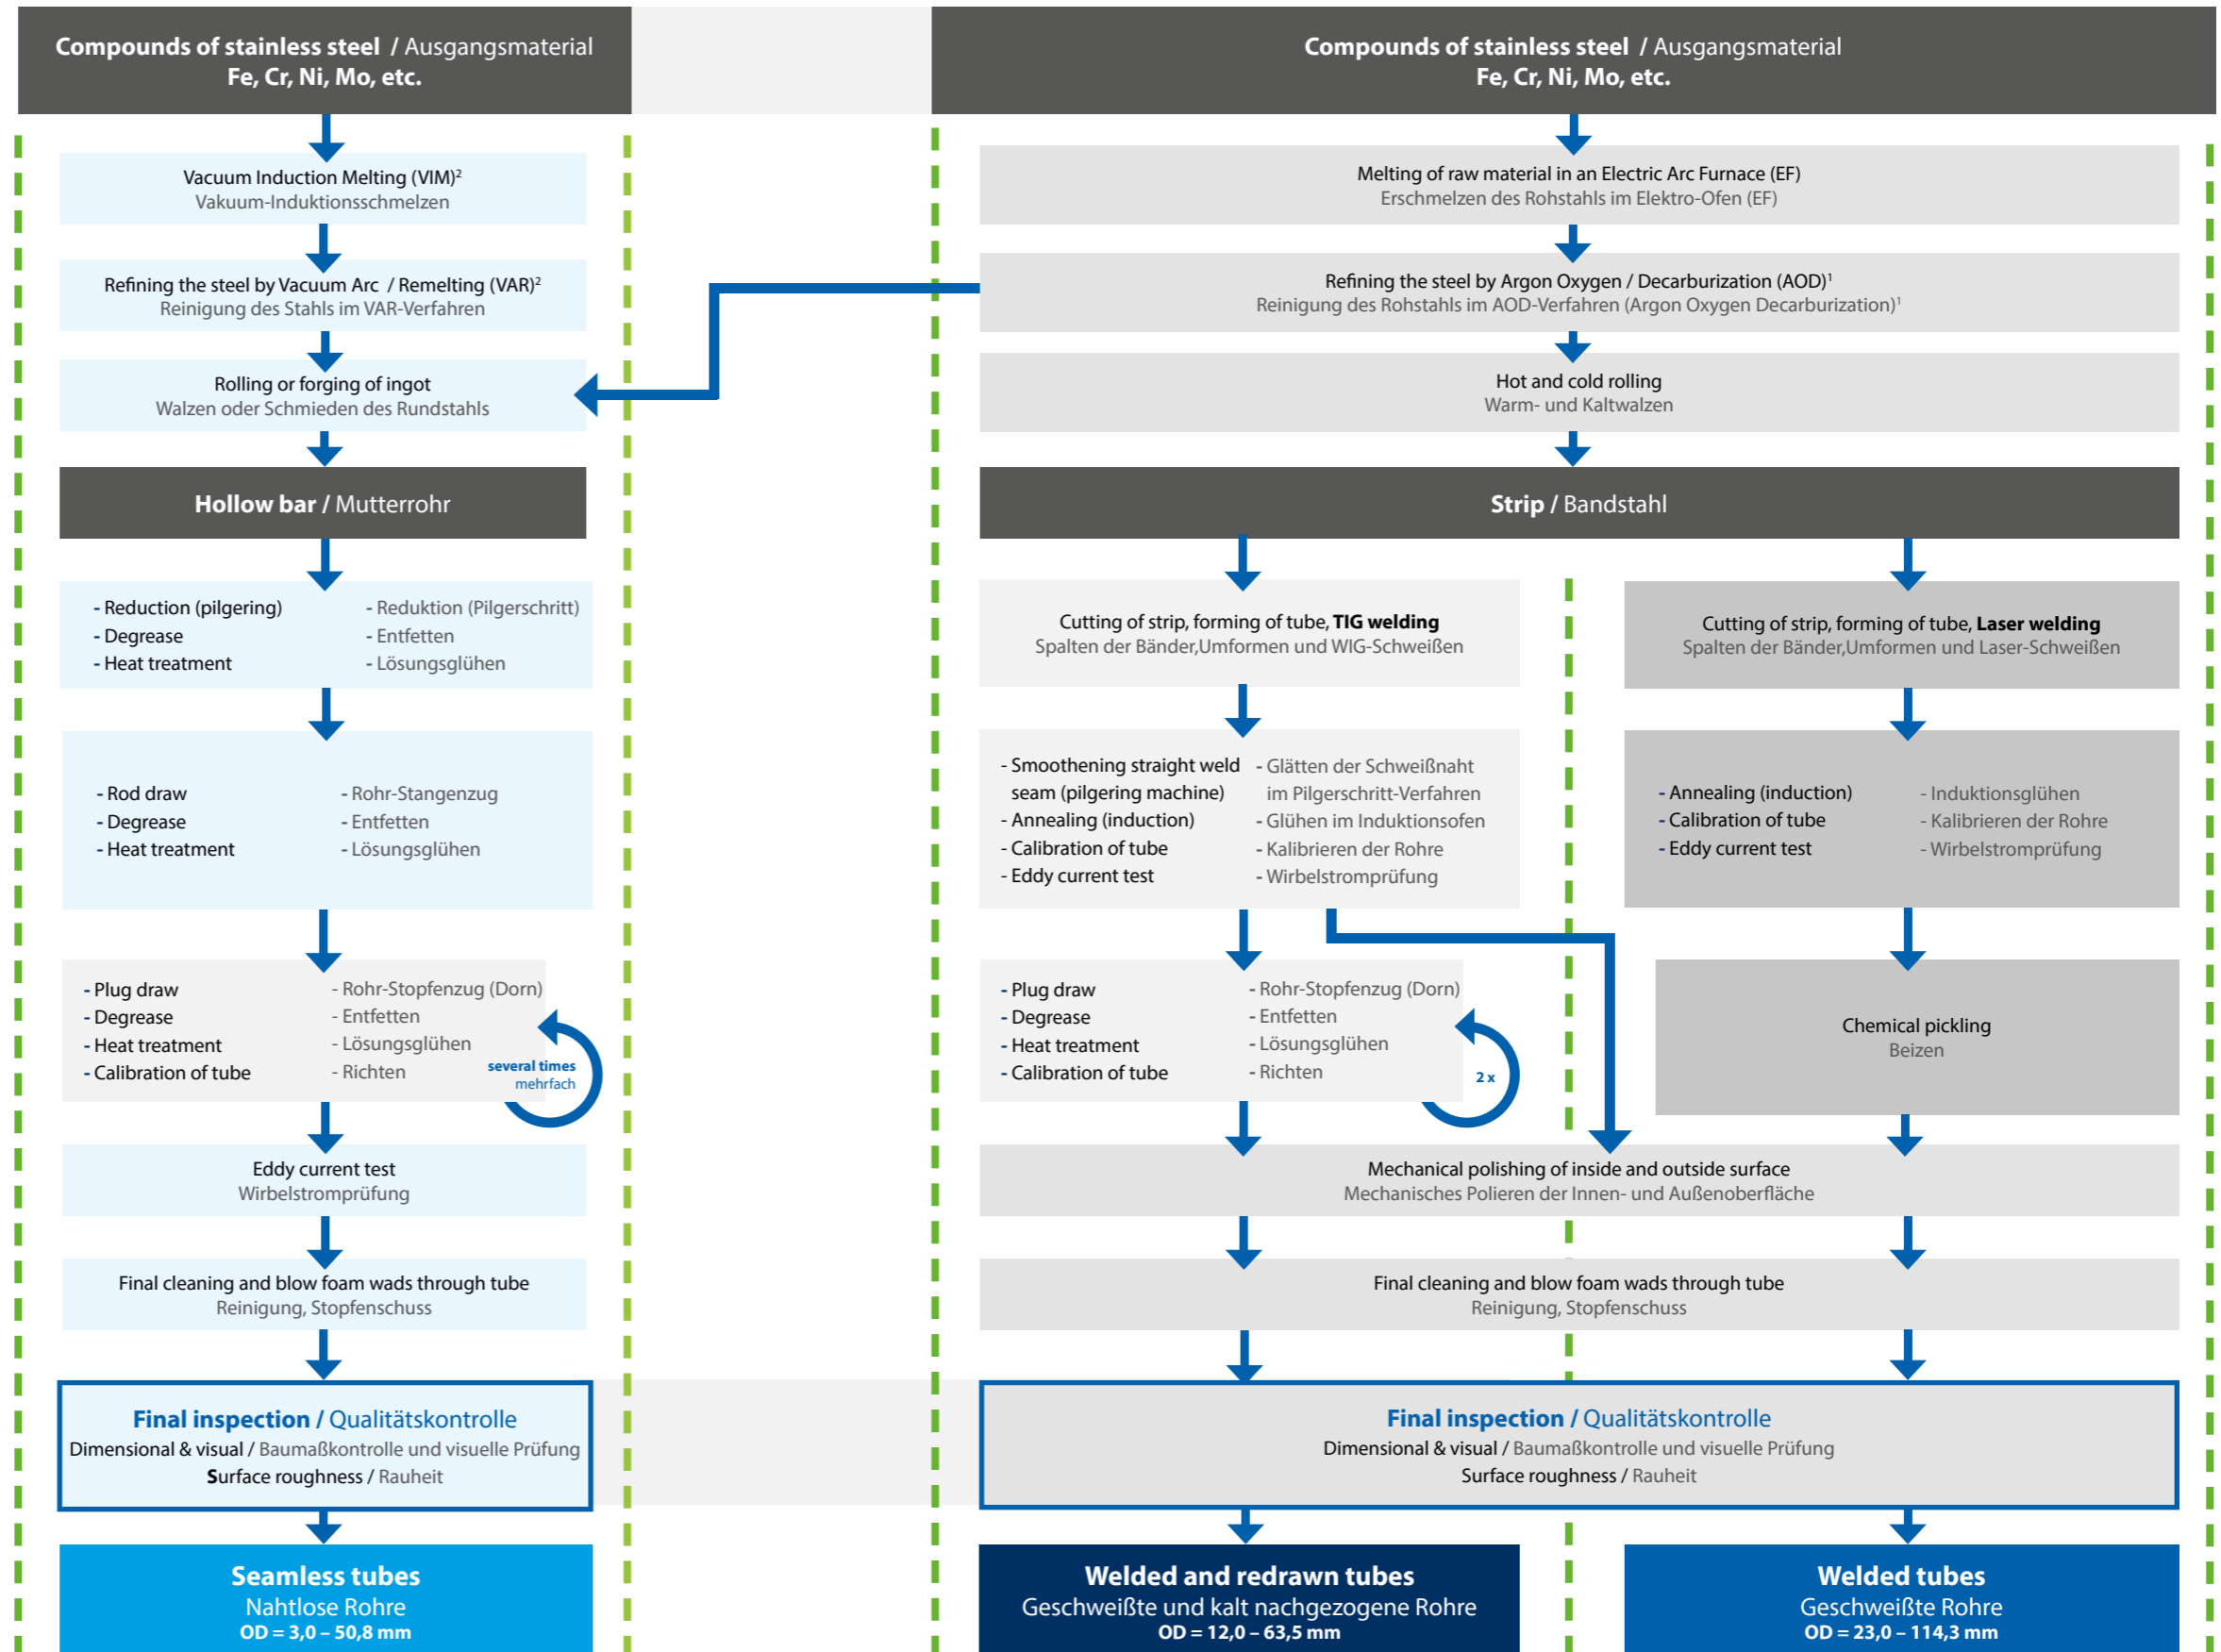 Compounds of stainless steel / Ausgangsmaterial
Fe, Cr, Ni, Mo, etc.
Vacuum Induction Melting (VIM)²
Vakuum-Induktionsschmelzen
Refining the steel by Vacuum Arc / Remelting (VAR)²
Reinigung des Stahls im VAR-Verfahren
Rolling or forging of ingot
Walzen oder Schmieden des Rundstahls
Hollow bar / Mutterrohr
- Reduction (pilgering)
- Degrease
- Heat treatment
- Reduktion (Pilgerschritt)
- Entfetten
- Lösungsglühen
- Rod draw
- Degrease
- Heat treatment
- Rohr-Stangenzug
- Entfetten
- Lösungsglühen
- Plug draw
- Degrease
- Heat treatment
- Calibration of tube
- Rohr-Stopfenzug (Dorn)
- Entfetten
- Lösungsglühen
- Richten
several times
mehrfach
Eddy current test
Wirbelstromprüfung
Final cleaning and blow foam wads through tube
Reinigung, Stopfenschuss
Final inspection / Qualitätskontrolle
Dimensional & visual / Baumaßkontrolle und visuelle Prüfung
Surface roughness / Rauheit
Seamless tubes
Nahtlose Rohre
OD = 3,0 – 50,8 mm
Compounds of stainless steel / Ausgangsmaterial
Fe, Cr, Ni, Mo, etc.
Melting of raw material in an Electric Arc Furnace (EF)
Erschmelzen des Rohstahls im Elektro-Ofen (EF)
Refining the steel by Argon Oxygen / Decarburization (AOD)¹
Reinigung des Rohstahls im AOD-Verfahren (Argon Oxygen Decarburization)¹
Hot and cold rolling
Warm- und Kaltwalzen
Strip / Bandstahl
Cutting of strip, forming of tube, TIG welding
Spalten der Bänder,Umformen und WIG-Schweißen
- Smoothening straight weld
seam (pilgering machine)
- Annealing (induction)
- Calibration of tube
- Eddy current test
- Glätten der Schweißnaht
im Pilgerschritt-Verfahren
- Glühen im Induktionsofen
- Kalibrieren der Rohre
- Wirbelstromprüfung
- Plug draw
- Degrease
- Heat treatment
- Calibration of tube
- Rohr-Stopfenzug (Dorn)
- Entfetten
- Lösungsglühen
- Richten
2 x
Cutting of strip, forming of tube, Laser welding
Spalten der Bänder,Umformen und Laser-Schweißen
- Annealing (induction)
- Calibration of tube
- Eddy current test
- Induktionsglühen
- Kalibrieren der Rohre
- Wirbelstromprüfung
Chemical pickling
Beizen
Mechanical polishing of inside and outside surface
Mechanisches Polieren der Innen- und Außenoberfläche
Final cleaning and blow foam wads through tube
Reinigung, Stopfenschuss
Final inspection / Qualitätskontrolle
Dimensional & visual / Baumaßkontrolle und visuelle Prüfung
Surface roughness / Rauheit
Welded and redrawn tubes
Geschweißte und kalt nachgezogene Rohre
OD = 12,0 – 63,5 mm
Welded tubes
Geschweißte Rohre
OD = 23,0 – 114,3 mm